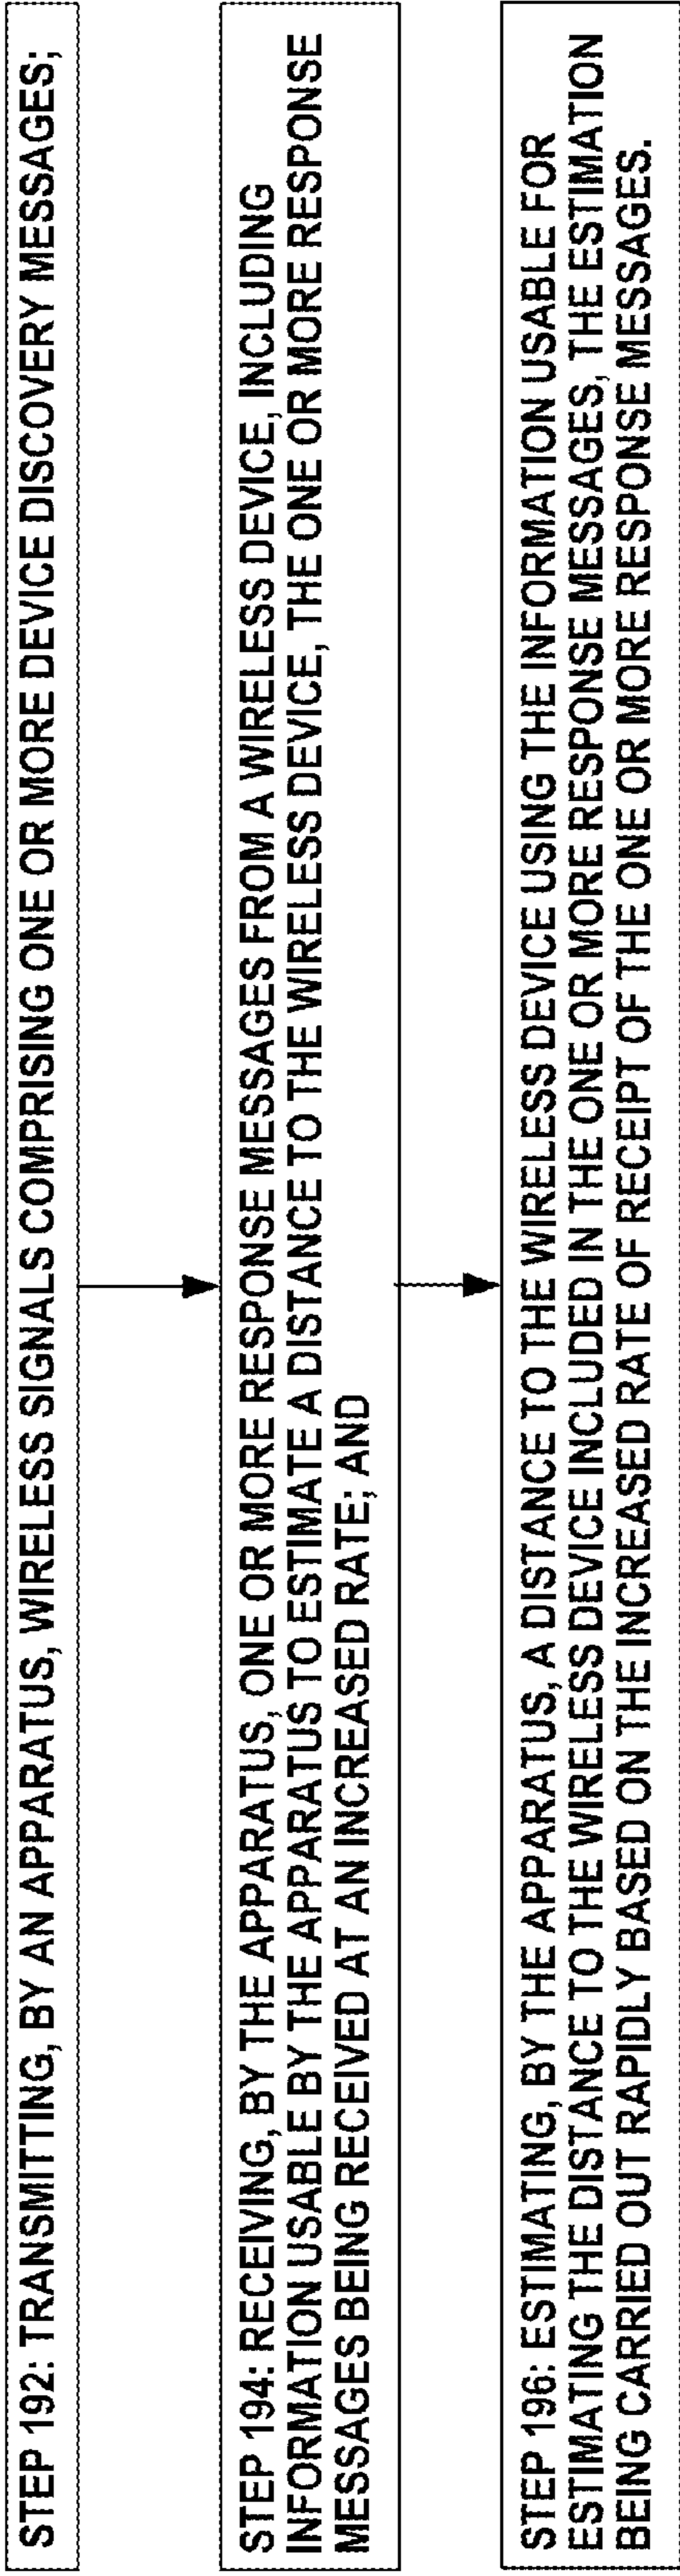 STEP 192: TRANSMITTING, BY AN APPARATUS, WIRELESS SIGNALS COMPRISING ONE OR MORE DEVICE DISCOVERY MESSAGES;
STEP 194: RECEIVING, BY THE APPARATUS, ONE OR MORE RESPONSE MESSAGES FROM A WIRELESS DEVICE, INCLUDING
INFORMATION USABLE BY THE APPARATUS TO ESTIMATE A DISTANCE TO THE WIRELESS DEVICE, THE ONE OR MORE RESPONSE
MESSAGES BEING RECEIVED AT AN INCREASED RATE; AND
STEP 196: ESTIMATING, BY THE APPARATUS, A DISTANCE TO THE WIRELESS DEVICE USING THE INFORMATION USABLE FOR
ESTIMATING THE DISTANCE TO THE WIRELESS DEVICE INCLUDED IN THE ONE OR MORE RESPONSE MESSAGES, THE ESTIMATION
BEING CARRIED OUT RAPIDLY BASED ON THE INCREASED RATE OF RECEIPT OF THE ONE OR MORE RESPONSE MESSAGES.